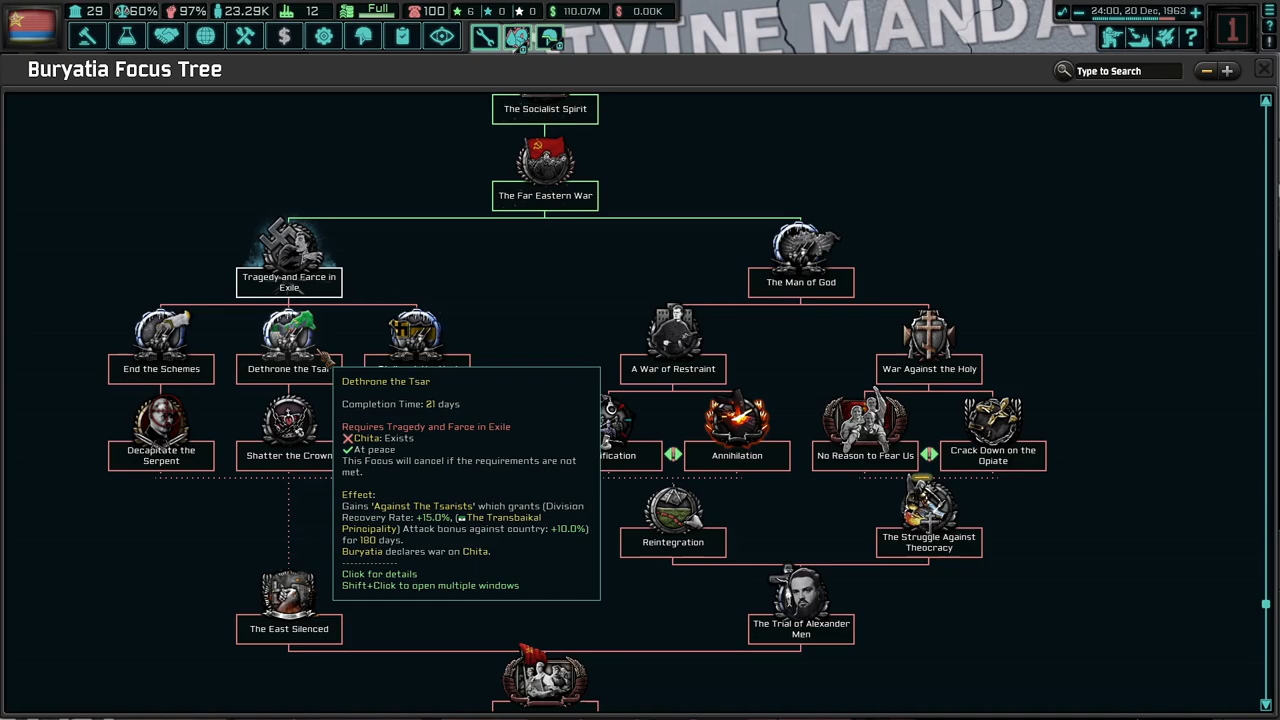 29 60% 97% 23.29K 12 Full 100 6 0 0 110.07M 0.00K
24:00, 20 Dec, 1963
1
IVINE MANDA
Buryatia Focus Tree
Type to Search
The Socialist Spirit
The Far Eastern War
Tragedy and Farce in
Exile
The Man of God
End the Schemes
Dethrone the Tsar
A War of Restraint
War Against the Holy
Decapitate the
Serpent
Shatter the Crown
Annihilation
No Reason to Fear Us
Crack Down on the
Opiate
Dethrone the Tsar
Completion Time: 21 days
Requires Tragedy and Farce in Exile
Chita: Exists
At peace
This Focus will cancel if the requirements are not
met.
Effect:
Gains 'Against The Tsarists' which grants (Division
Recovery Rate: +15.0%, (The Transbaikal
Principality) Attack bonus against country: +10.0%)
for 180 days.
Buryatia declares war on Chita.
--------------
Click for details
Shift+Click to open multiple windows
Reintegration
The Struggle Against
Theocracy
The East Silenced
The Trial of Alexander
Men